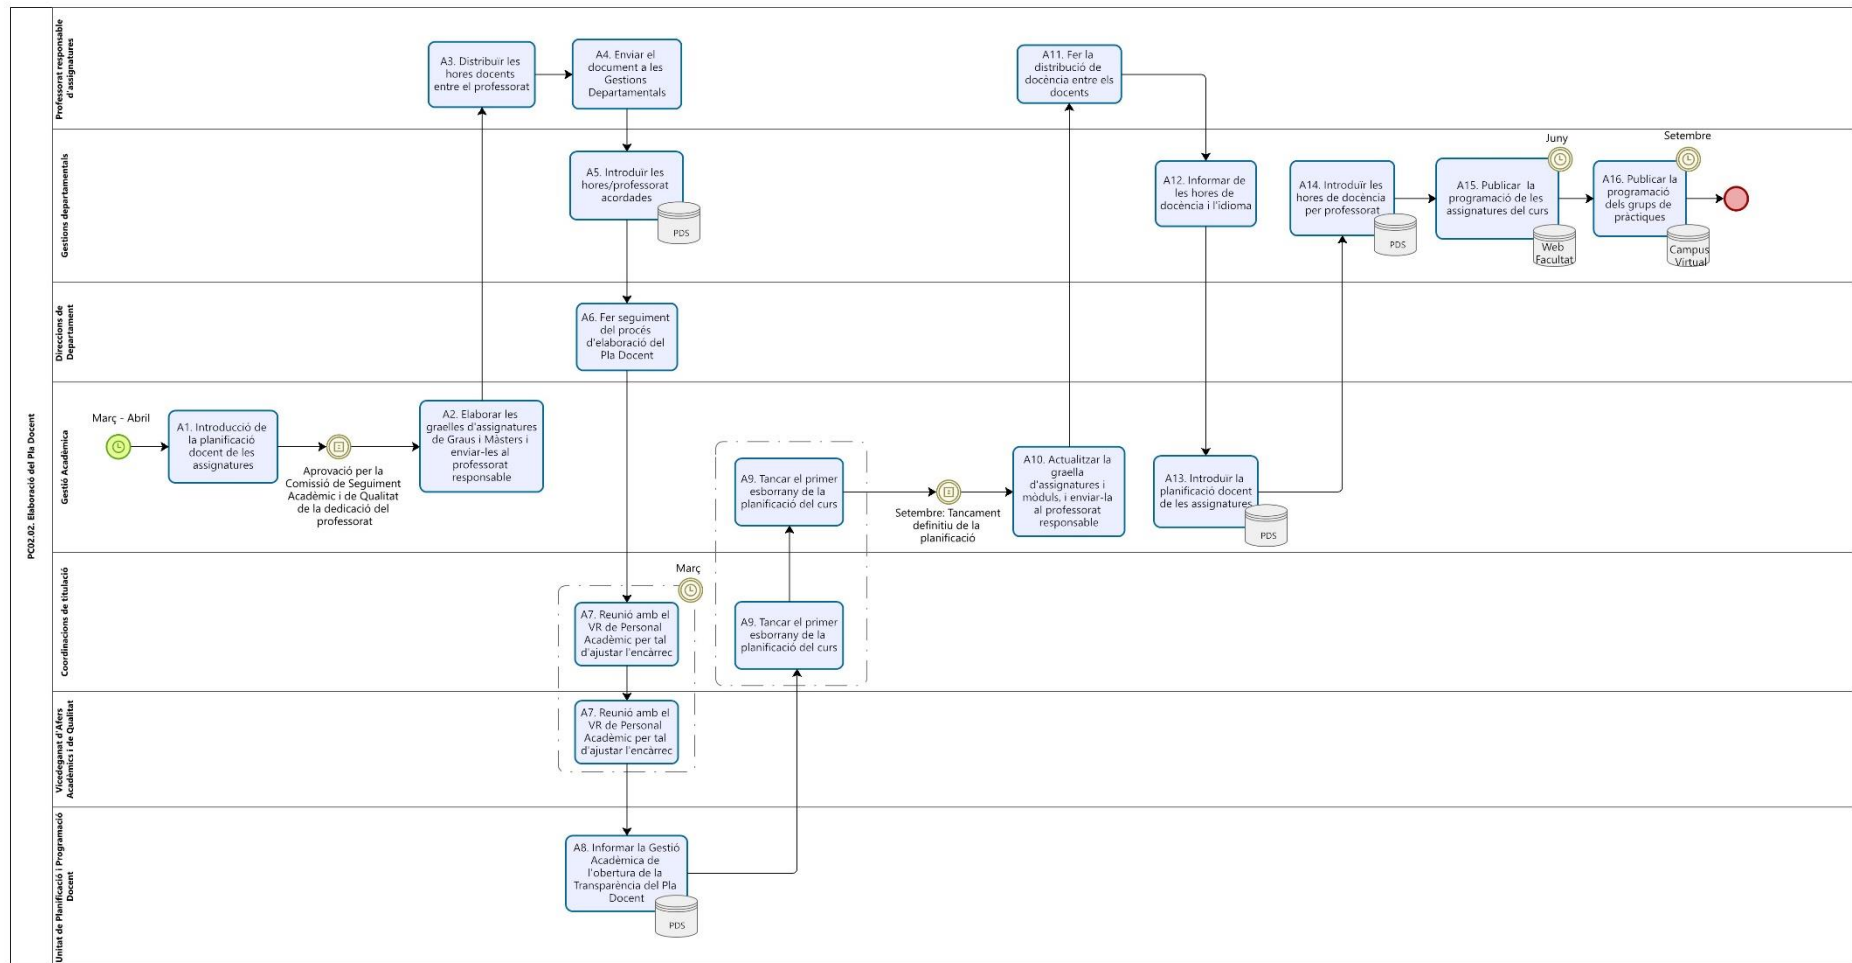 PC02.02. Elaboració del Pla Docent
Professorat responsable
d'assignatures
A3. Distribuïr les
hores docents
entre el professorat
A4. Enviar el
document a les
Gestions
Departamentals
A11. Fer la
distribució de
docència entre els
docents
Gestions departamentals
A5. Introduïr les
hores/professorat
acordades
PDS
A12. Informar de
les hores de
docència i l'idioma
A14. Introduïr les
hores de docència
per professorat
PDS
Juny
A15. Publicar la
programació de les
assignatures del curs
Web
Facultat
Setembre
A16. Publicar la
programació
dels grups de
pràctiques
Campus
Virtual
Direccions de
Departament
A6. Fer seguiment
del procés
d'elaboració del
Pla Docent
Gestió Acadèmica
Març - Abril
A1. Introducció de
la planificació
docent de les
assignatures
Aprovació per la
Comissió de Seguiment
Acadèmic i de Qualitat
de la dedicació del
professorat
A2. Elaborar les
graelles d'assignatures
de Graus i Màsters i
enviar-les al
professorat
responsable
A9. Tancar el primer
esborrany de la
planificació del curs
Setembre: Tancament
definitiu de la
planificació
A10. Actualitzar la
graella
d'assignatures i
mòduls, i enviar-la
al professorat
responsable
A13. Introduïr la
planificació docent
de les assignatures
PDS
Coordinacions de titulació
Març
A7. Reunió amb el
VR de Personal
Acadèmic per tal
d'ajustar l'encàrrec
A9. Tancar el primer
esborrany de la
planificació del curs
Vicedeganat d'Afers
Acadèmics i de Qualitat
A7. Reunió amb el
VR de Personal
Acadèmic per tal
d'ajustar l'encàrrec
Unitat de Planificació i Programació
Docent
A8. Informar la Gestió
Acadèmica de
l'obertura de la
Transparència del Pla
Docent
PDS